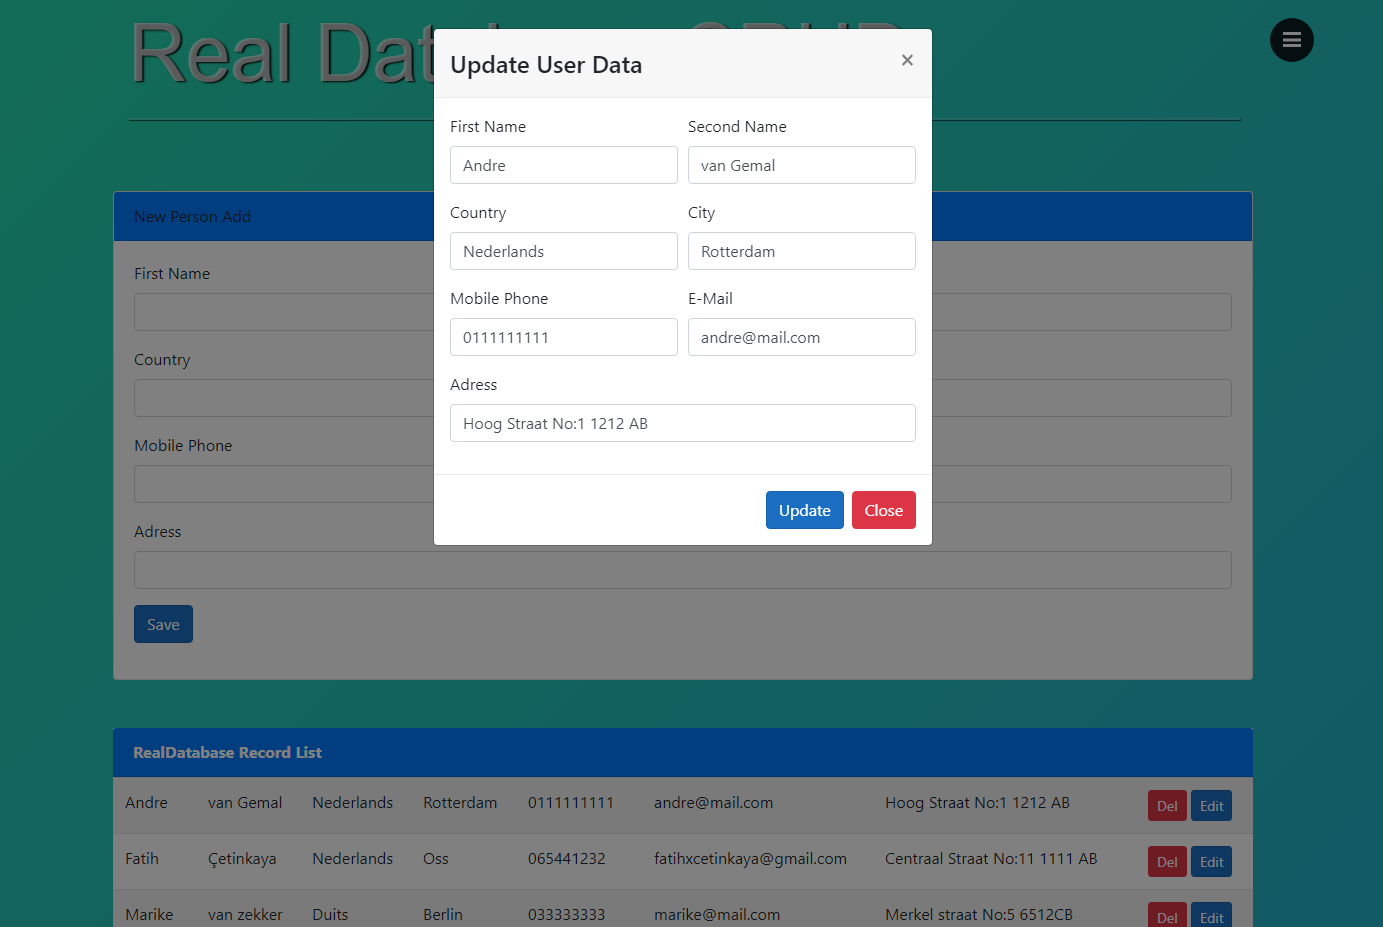 Real Dat
Update User Data ×
First Name Second Name
Andre van Gemal
Country City
Nederlands Rotterdam
Mobile Phone E-Mail
0111111111 andre@mail.com
Adress
Hoog Straat No:1 1212 AB
Update Close
New Person Add
First Name
Country
Mobile Phone
Adress
Save
RealDatabase Record List
Andre van Gemal Nederlands Rotterdam 0111111111 andre@mail.com Hoog Straat No:1 1212 AB Del Edit
Fatih Çetinkaya Nederlands Oss 065441232 fatihxcetinkaya@gmail.com Centraal Straat No:11 1111 AB Del Edit
Marike van zekker Duits Berlin 033333333 marike@mail.com Merkel straat No:5 6512CB Del Edit